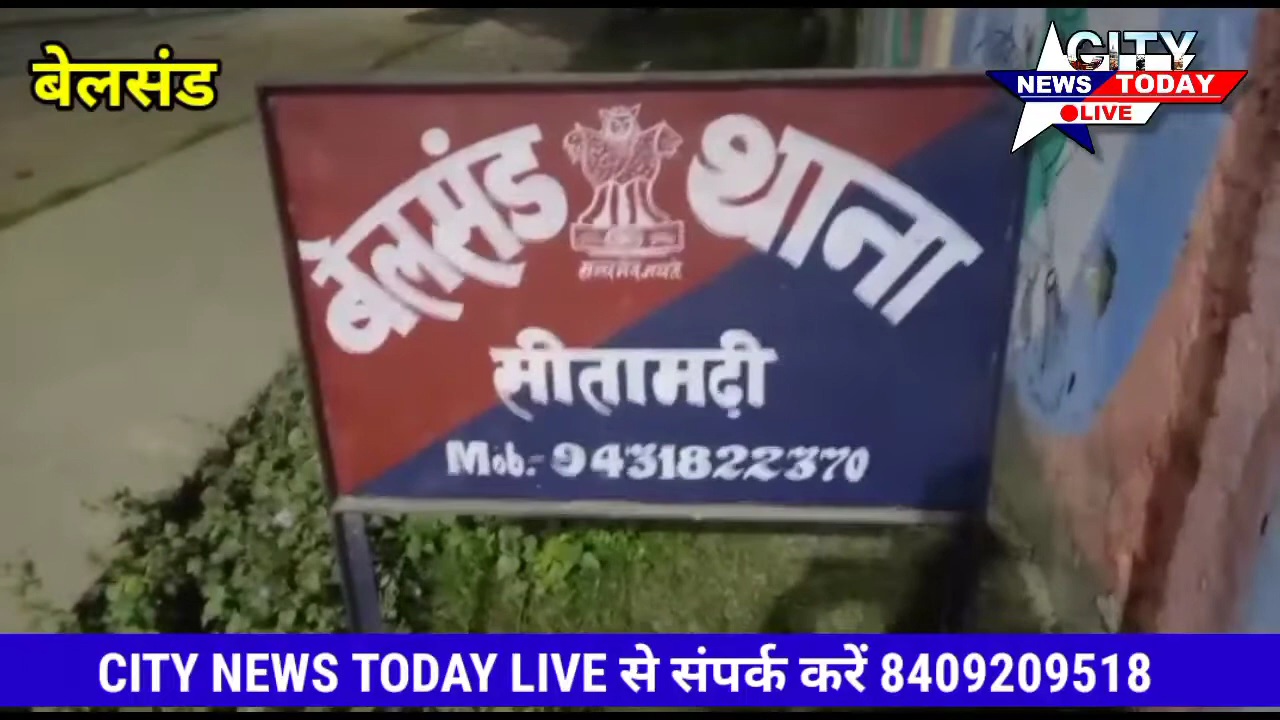 बेलसंड
CITY
NEWS TODAY
LIVE
बेलसंड थाना
सत्यमेव जयते
सीतामढ़ी
Mob:- 9431822370
CITY NEWS TODAY LIVE से संपर्क करें 8409209518